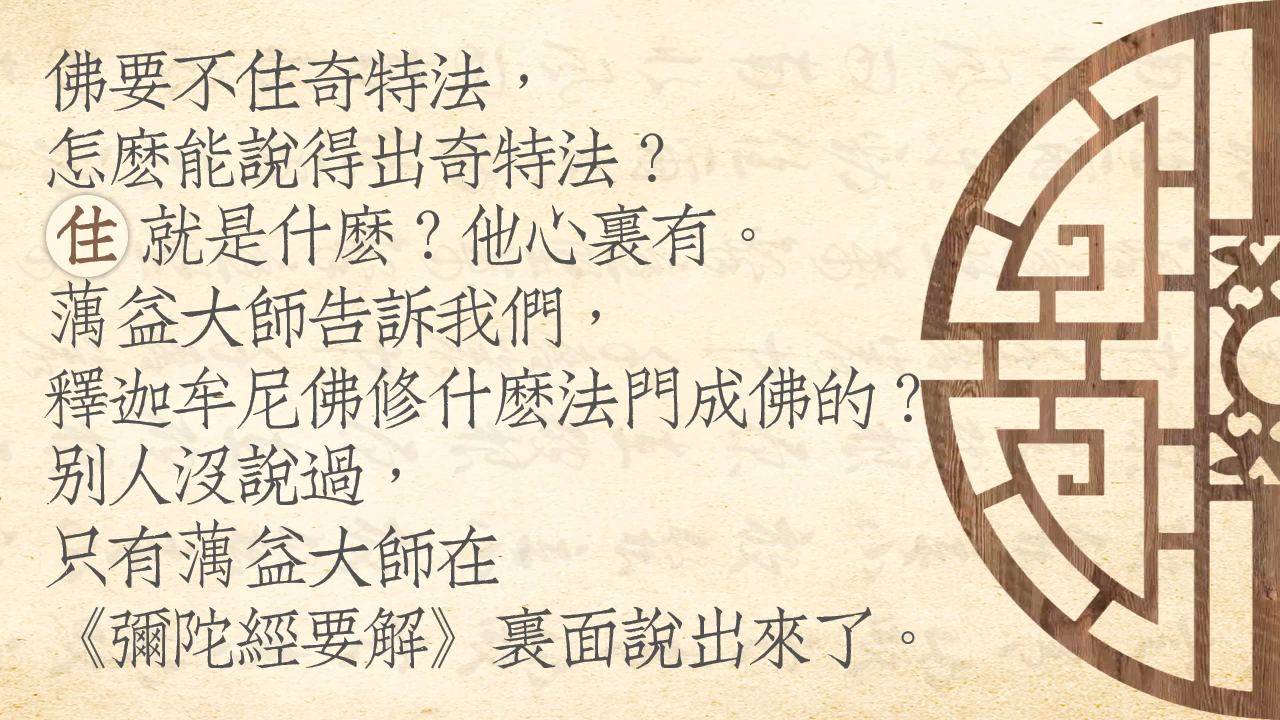 佛要不住奇特法，
怎麼能說得出奇特法？
住就是什麼？他心裏有。
蕅益大師告訴我們，
釋迦牟尼佛修什麼法門成佛的？
別人沒說過，
只有蕅益大師在
《彌陀經要解》裏面說出來了。